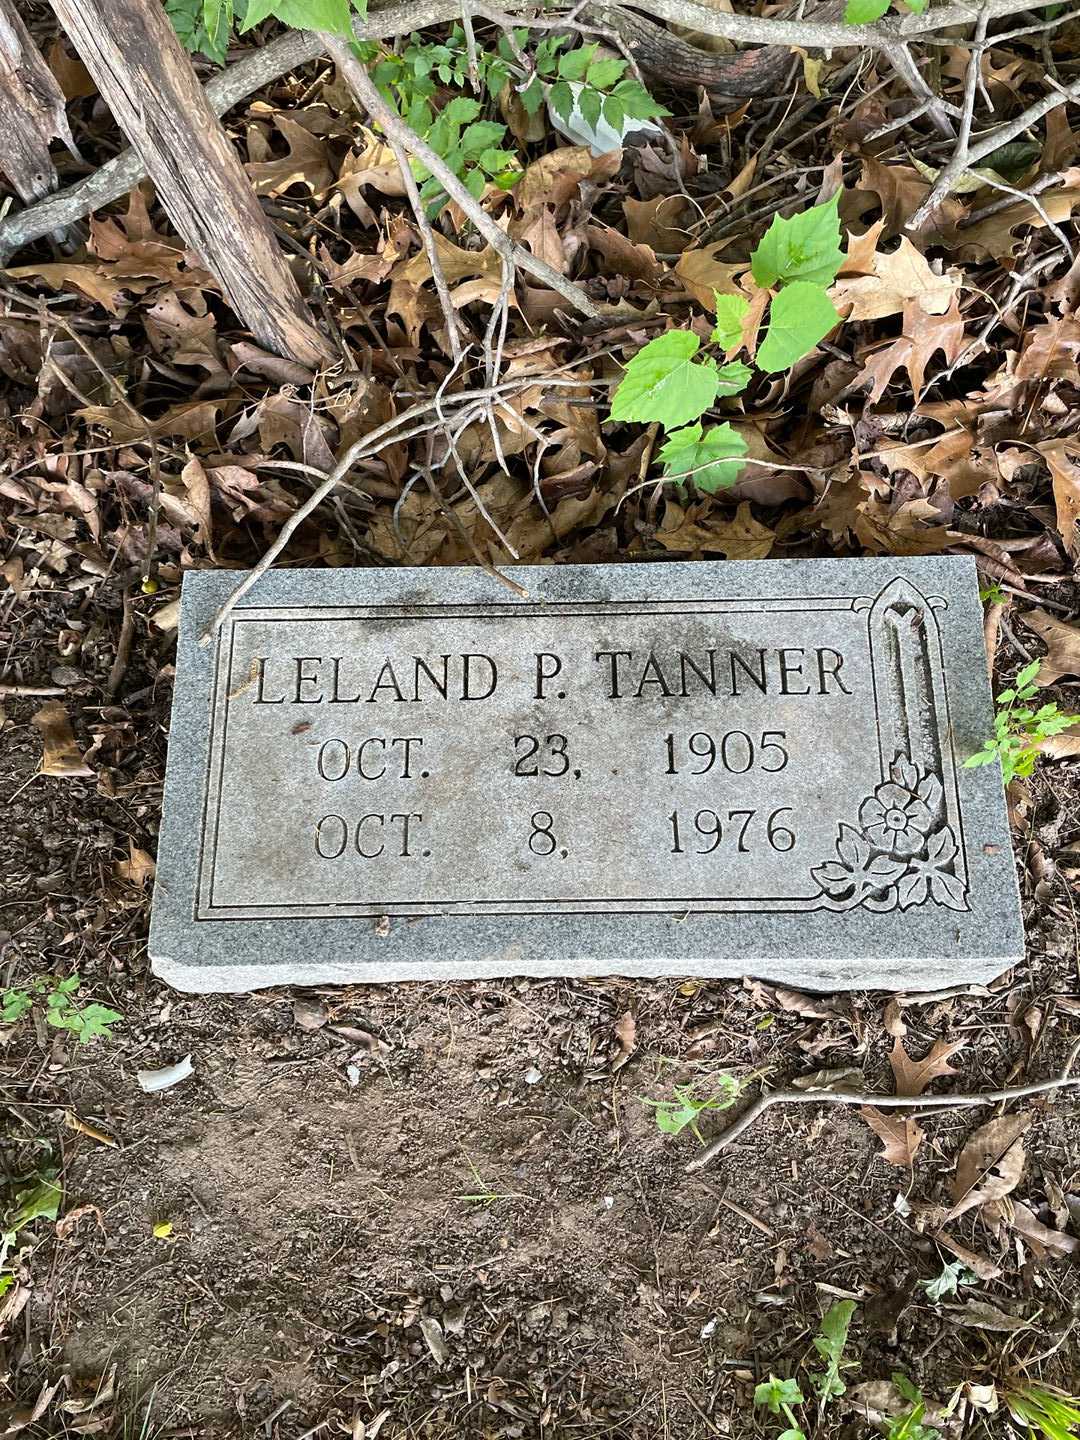 LELAND P. TANNER
OCT. 23, 1905
OCT. 8, 1976